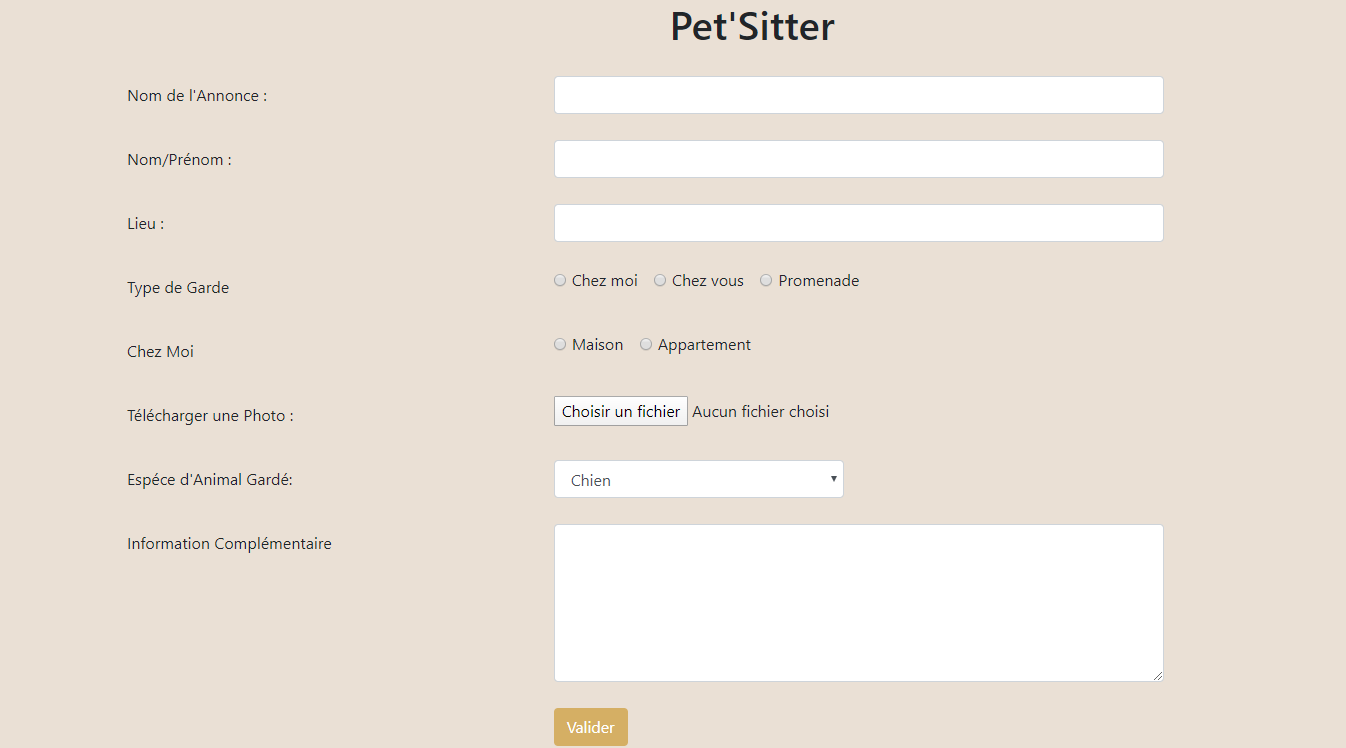 Pet'Sitter
Nom de l'Annonce :
Nom/Prénom :
Lieu :
Type de Garde
Chez moi Chez vous Promenade
Chez Moi
Maison Appartement
Télécharger une Photo :
Choisir un fichier Aucun fichier choisi
Espéce d'Animal Gardé:
Chien
Information Complémentaire
Valider